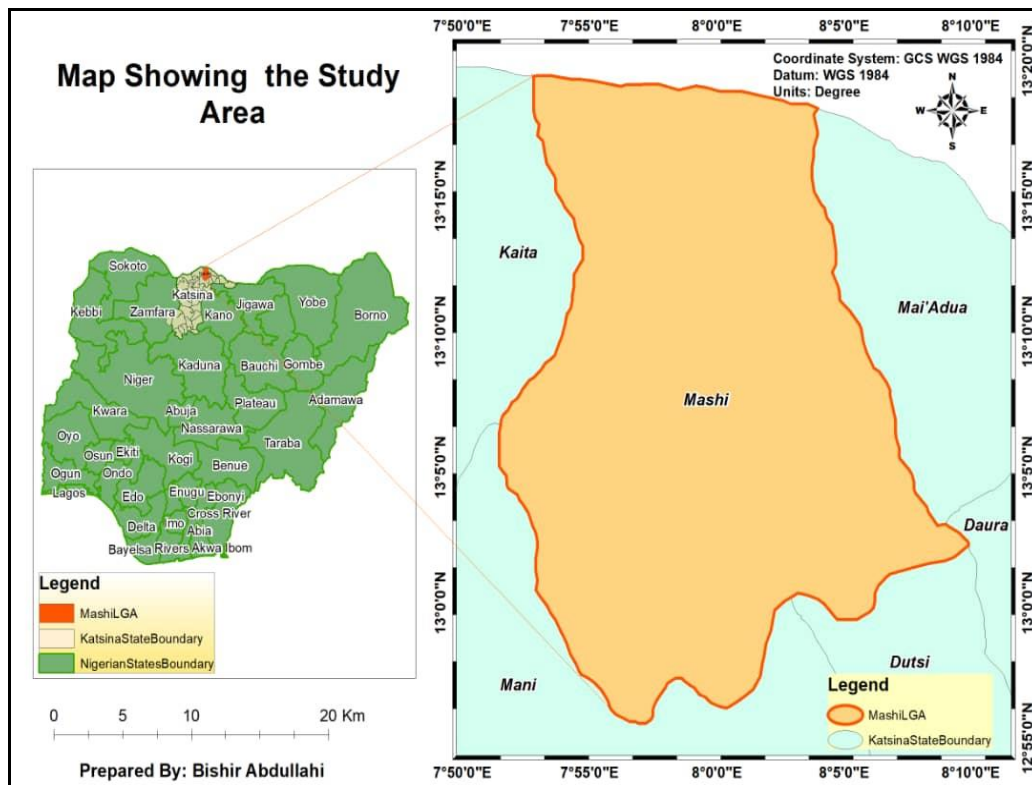 Map Showing the Study
Area
Sokoto
Katsina
Kebbi
Zamfara
Kano
Jigawa
Yobe
Borno
Kaduna
Bauchi
Gombe
Niger
Adamawa
Kwara
Abuja
Plateau
Nassarawa
Oyo
Taraba
Osun
Ekiti
Kogi
Benue
Ogun
Ondo
Lagos
Edo
Enugu
Ebonyi
Cross River
Delta
Imo
Abia
Bayelsa
Rivers
Akwa Ibom
Legend
MashiLGA
KatsinaStateBoundary
NigerianStatesBoundary
0 5 10 20 Km
Prepared By: Bishir Abdullahi
7°50'0"E 7°55'0"E 8°0'0"E 8°5'0"E 8°10'0"E
Coordinate System: GCS WGS 1984
Datum: WGS 1984
Units: Degree
N
W E
S
13°20'0"N
13°15'0"N 13°15'0"N
13°10'0"N 13°10'0"N
13°5'0"N 13°5'0"N
13°0'0"N 13°0'0"N
12°55'0"N
Kaita
Mai'Adua
Mashi
Daura
Dutsi
Mani
Legend
MashiLGA
KatsinaStateBoundary
7°50'0"E 7°55'0"E 8°0'0"E 8°5'0"E 8°10'0"E